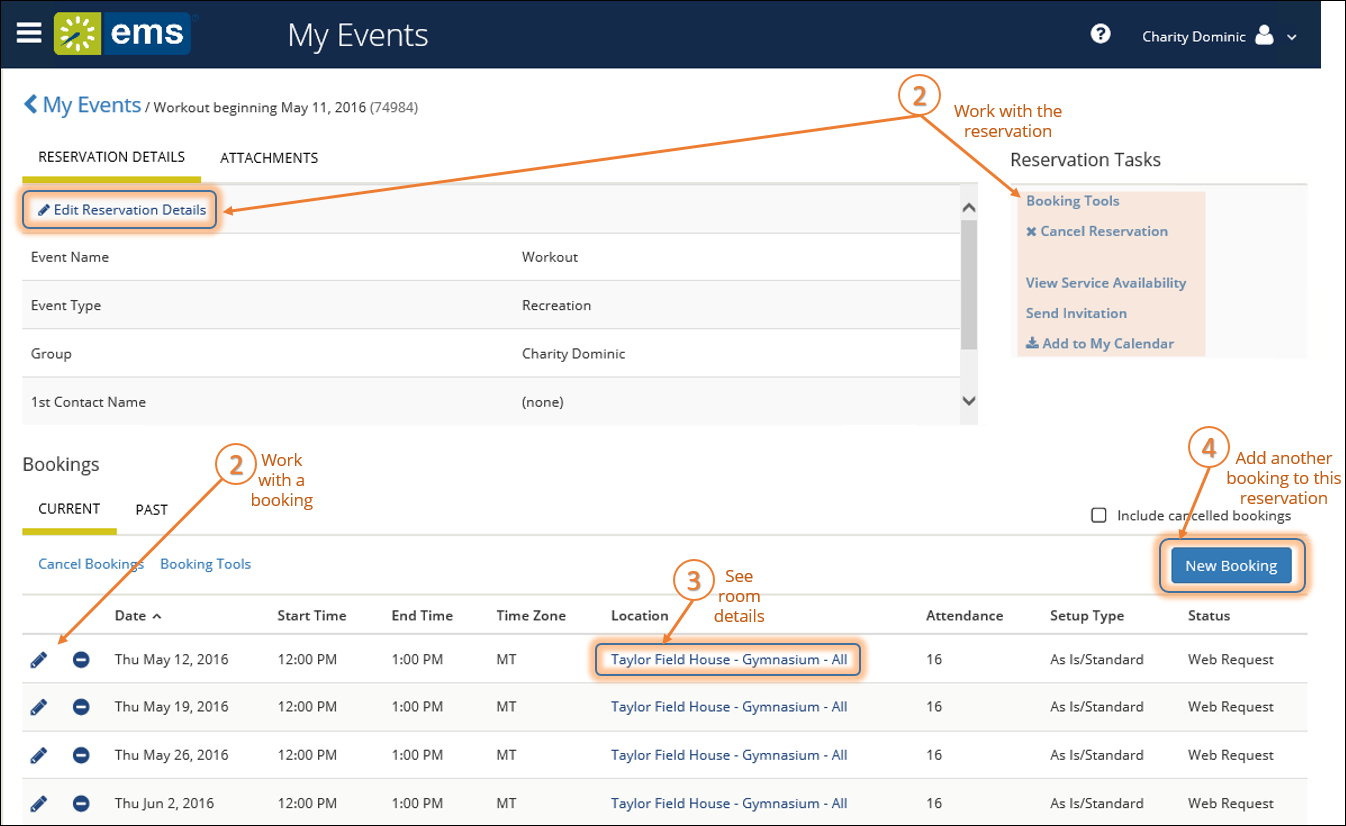 ems My Events ? Charity Dominic
My Events / Workout beginning May 11, 2016 (74984)
2
Work with the
reservation
RESERVATION DETAILS ATTACHMENTS
Reservation Tasks
Edit Reservation Details
Event Name Workout
Event Type Recreation
Group Charity Dominic
1st Contact Name (none)
Booking Tools
Cancel Reservation
View Service Availability
Send Invitation
Add to My Calendar
Bookings
2
Work
with a
booking
4
Add another
booking to this
reservation
CURRENT PAST
Include cancelled bookings
Cancel Bookings Booking Tools
New Booking
3
See
room
details
Date Start Time End Time Time Zone Location Attendance Setup Type Status
Thu May 12, 2016 12:00 PM 1:00 PM MT Taylor Field House - Gymnasium - All 16 As Is/Standard Web Request
Thu May 19, 2016 12:00 PM 1:00 PM MT Taylor Field House - Gymnasium - All 16 As Is/Standard Web Request
Thu May 26, 2016 12:00 PM 1:00 PM MT Taylor Field House - Gymnasium - All 16 As Is/Standard Web Request
Thu Jun 2, 2016 12:00 PM 1:00 PM MT Taylor Field House - Gymnasium - All 16 As Is/Standard Web Request